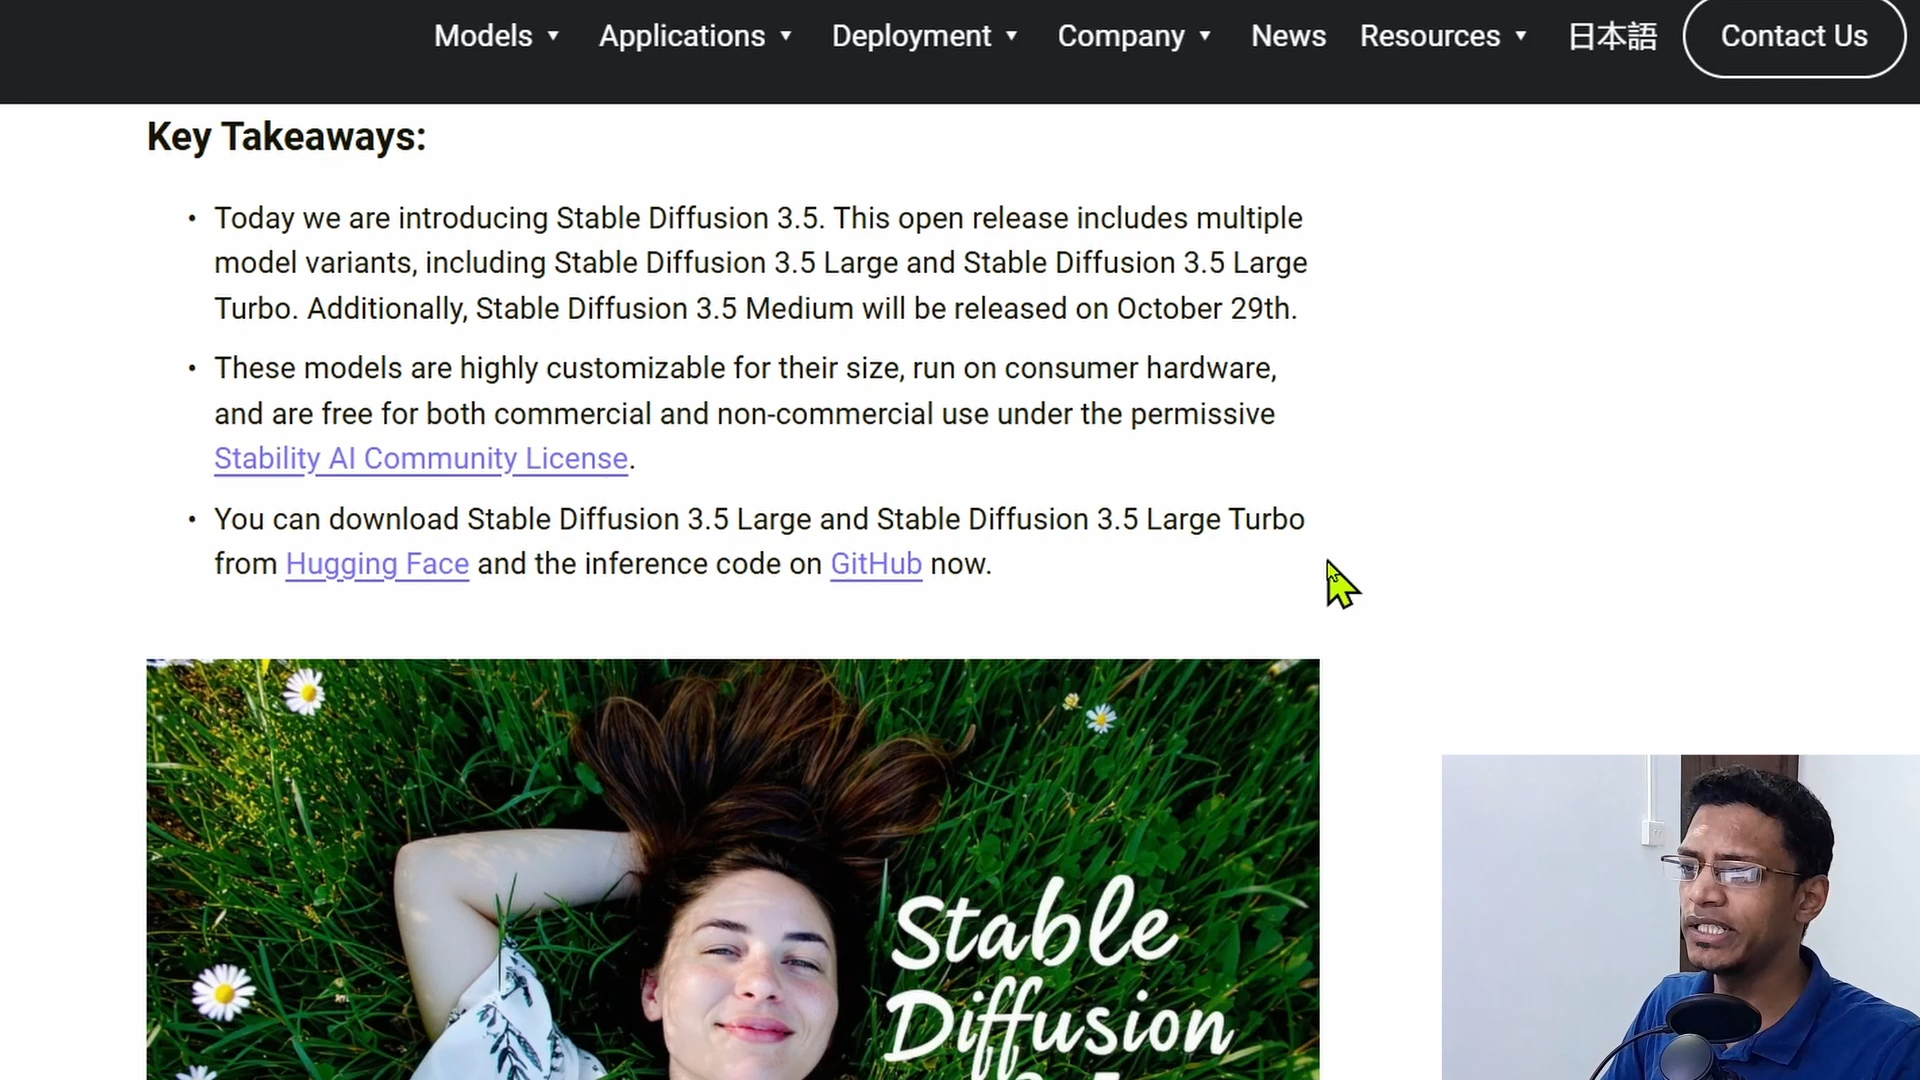 Models Applications Deployment Company News Resources 日本語 Contact Us
Key Takeaways:
• Today we are introducing Stable Diffusion 3.5. This open release includes multiple
model variants, including Stable Diffusion 3.5 Large and Stable Diffusion 3.5 Large
Turbo. Additionally, Stable Diffusion 3.5 Medium will be released on October 29th.
• These models are highly customizable for their size, run on consumer hardware,
and are free for both commercial and non-commercial use under the permissive
Stability AI Community License.
• You can download Stable Diffusion 3.5 Large and Stable Diffusion 3.5 Large Turbo
from Hugging Face and the inference code on GitHub now.
Stable
Diffusion